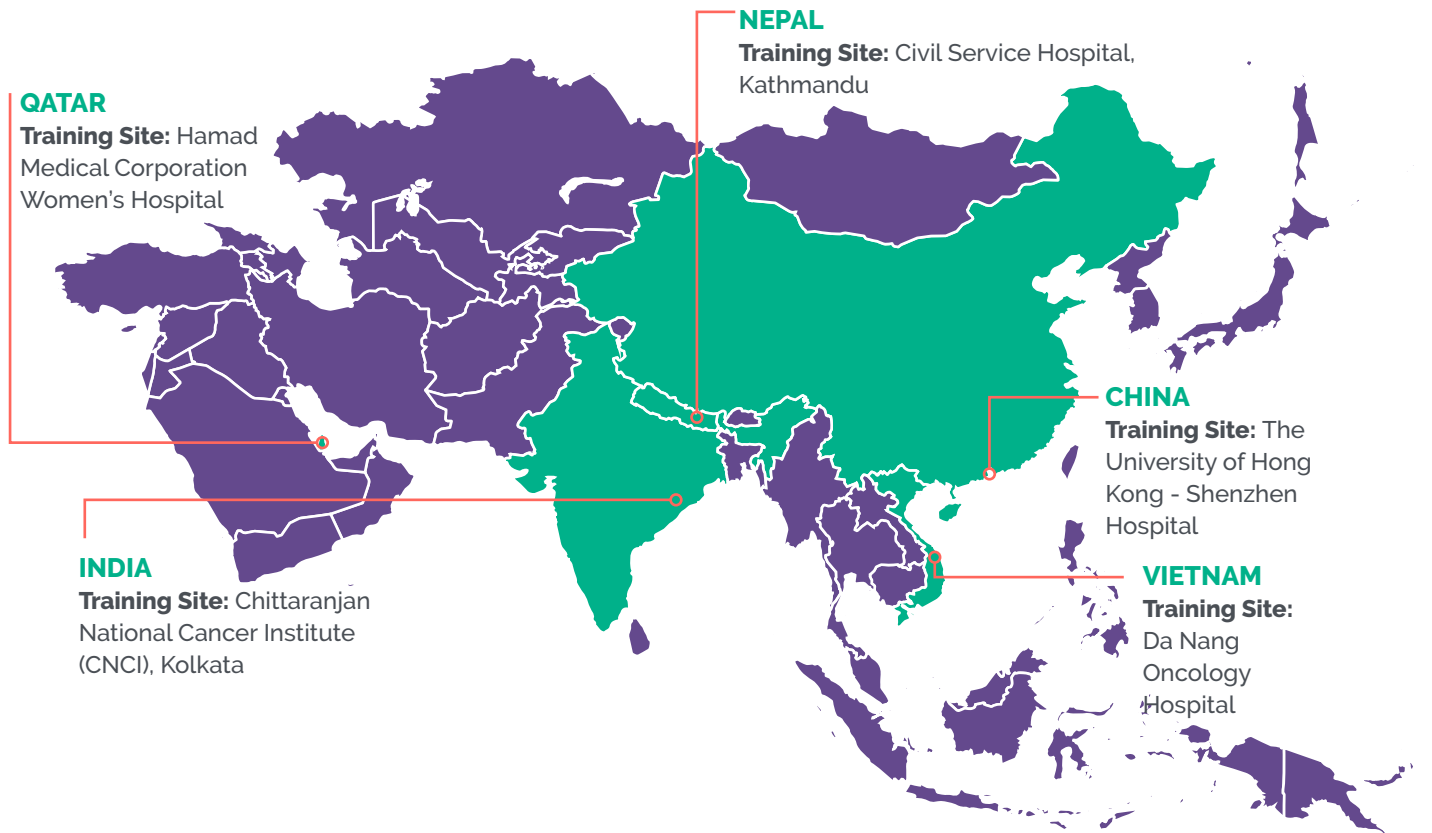 NEPAL
Training Site: Civil Service Hospital,
Kathmandu
QATAR
Training Site: Hamad
Medical Corporation
Women’s Hospital
CHINA
Training Site: The
University of Hong
Kong - Shenzhen
Hospital
INDIA
Training Site: Chittaranjan
National Cancer Institute
(CNCI), Kolkata
VIETNAM
Training Site:
Da Nang
Oncology
Hospital